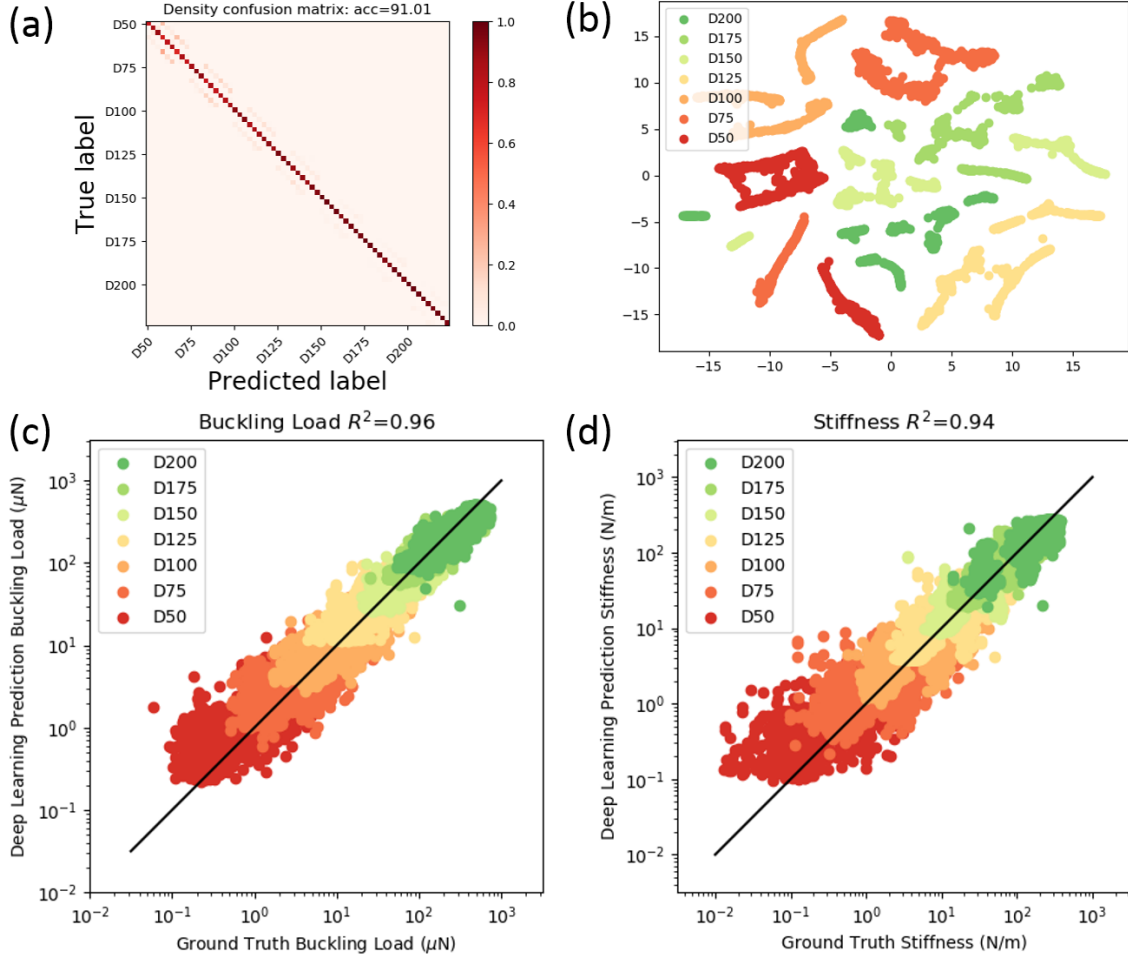 (a)
Density confusion matrix: acc=91.01
True label
D50
D75
D100
D125
D150
D175
D200
D50
D75
D100
D125
D150
D175
D200
Predicted label
1.0
0.8
0.6
0.4
0.2
0.0
(b)
D200
D175
D150
D125
D100
D75
D50
15
10
5
0
−5
−10
−15
−15
−10
−5
0
5
10
15
(c)
Buckling Load R²=0.96
D200
D175
D150
D125
D100
D75
D50
Deep Learning Prediction Buckling Load (μN)
10³
10²
10¹
10⁰
10⁻¹
10⁻²
10⁻²
10⁻¹
10⁰
10¹
10²
10³
Ground Truth Buckling Load (μN)
(d)
Stiffness R²=0.94
D200
D175
D150
D125
D100
D75
D50
Deep Learning Prediction Stiffness (N/m)
10³
10²
10¹
10⁰
10⁻¹
10⁻²
10⁻²
10⁻¹
10⁰
10¹
10²
10³
Ground Truth Stiffness (N/m)